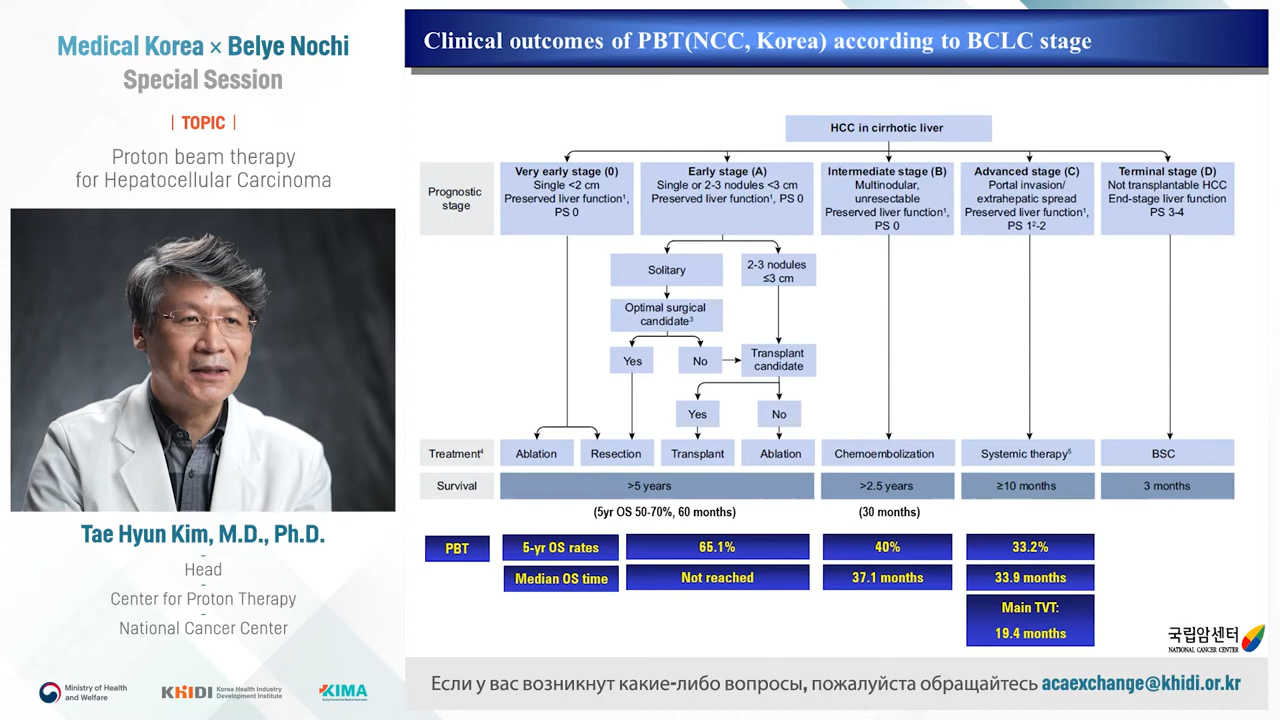 Medical Korea × Belye Nochi
Special Session
| TOPIC |
Proton beam therapy
for Hepatocellular Carcinoma
Tae Hyun Kim, M.D., Ph.D.
-
Head
-
Center for Proton Therapy
-
National Cancer Center
Ministry of Health
and Welfare
KHIDI
Korea Health Industry
Development Institute
KIMA
Clinical outcomes of PBT(NCC, Korea) according to BCLC stage
HCC in cirrhotic liver
Prognostic
stage
Very early stage (0)
Single <2 cm
Preserved liver function¹,
PS 0
Early stage (A)
Single or 2-3 nodules <3 cm
Preserved liver function¹, PS 0
Intermediate stage (B)
Multinodular,
unresectable
Preserved liver function¹,
PS 0
Advanced stage (C)
Portal invasion/
extrahepatic spread
Preserved liver function¹,
PS 1²-2
Terminal stage (D)
Not transplantable HCC
End-stage liver function
PS 3-4
Solitary
2-3 nodules
≤3 cm
Optimal surgical
candidate³
Yes
No
Transplant
candidate
Yes
No
Treatment⁴
Ablation
Resection
Transplant
Ablation
Chemoembolization
Systemic therapy⁵
BSC
Survival
>5 years
>2.5 years
≥10 months
3 months
(5yr OS 50-70%, 60 months)
(30 months)
PBT
5-yr OS rates
65.1%
40%
33.2%
Median OS time
Not reached
37.1 months
33.9 months
Main TVT:
19.4 months
국립암센터
NATIONAL CANCER CENTER
Если у вас возникнут какие-либо вопросы, пожалуйста обращайтесь acaexchange@khidi.or.kr